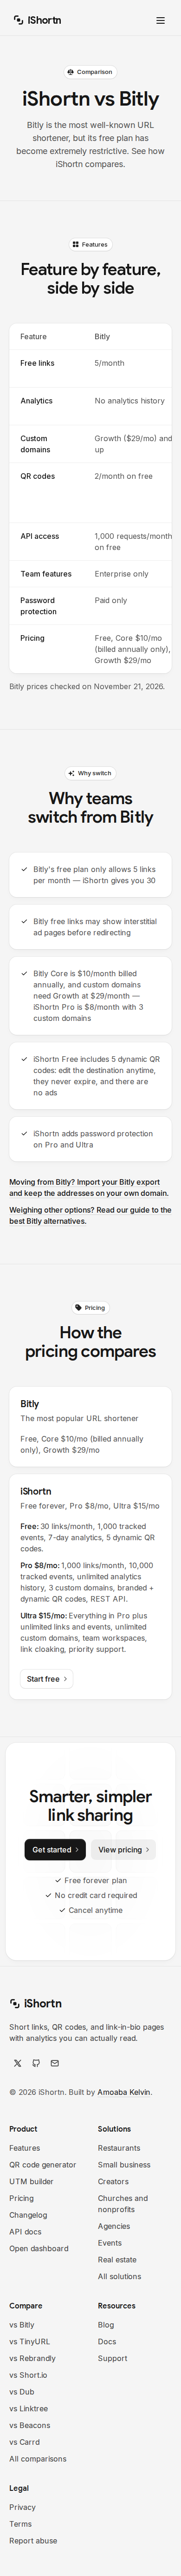 iShortn
Comparison
iShortn vs Bitly
Bitly is the most well-known URL
shortener, but its free plan has
become extremely restrictive. See how
iShortn compares.
Features
Feature by feature,
side by side
Feature Bitly
Free links 5/month
Analytics No analytics history
Custom Growth ($29/mo) and
domains up
QR codes 2/month on free
API access 1,000 requests/month
on free
Team features Enterprise only
Password Paid only
protection
Pricing Free, Core $10/mo
(billed annually only),
Growth $29/mo
Bitly prices checked on November 21, 2026.
Why switch
Why teams
switch from Bitly
Bitly's free plan only allows 5 links
per month — iShortn gives you 30
Bitly free links may show interstitial
ad pages before redirecting
Bitly Core is $10/month billed
annually, and custom domains
need Growth at $29/month —
iShortn Pro is $8/month with 3
custom domains
iShortn Free includes 5 dynamic QR
codes: edit the destination anytime,
they never expire, and there are
no ads
iShortn adds password protection
on Pro and Ultra
Moving from Bitly? Import your Bitly export
and keep the addresses on your own domain.
Weighing other options? Read our guide to the
best Bitly alternatives.
Pricing
How the
pricing compares
Bitly
The most popular URL shortener
Free, Core $10/mo (billed annually
only), Growth $29/mo
iShortn
Free forever, Pro $8/mo, Ultra $15/mo
Free: 30 links/month, 1,000 tracked
events, 7-day analytics, 5 dynamic QR
codes.
Pro $8/mo: 1,000 links/month, 10,000
tracked events, unlimited analytics
history, 3 custom domains, branded +
dynamic QR codes, REST API.
Ultra $15/mo: Everything in Pro plus
unlimited links and events, unlimited
custom domains, team workspaces,
link cloaking, priority support.
Start free
Smarter, simpler
link sharing
Get started View pricing
Free forever plan
No credit card required
Cancel anytime
iShortn
Short links, QR codes, and link-in-bio pages
with analytics you can actually read.
© 2026 iShortn. Built by Amoaba Kelvin.
Product Solutions
Features Restaurants
QR code generator Small business
UTM builder Creators
Pricing Churches and
nonprofits
Changelog Agencies
API docs Events
Open dashboard Real estate
All solutions
Compare Resources
vs Bitly Blog
vs TinyURL Docs
vs Rebrandly Support
vs Short.io
vs Dub
vs Linktree
vs Beacons
vs Carrd
All comparisons
Legal
Privacy
Terms
Report abuse